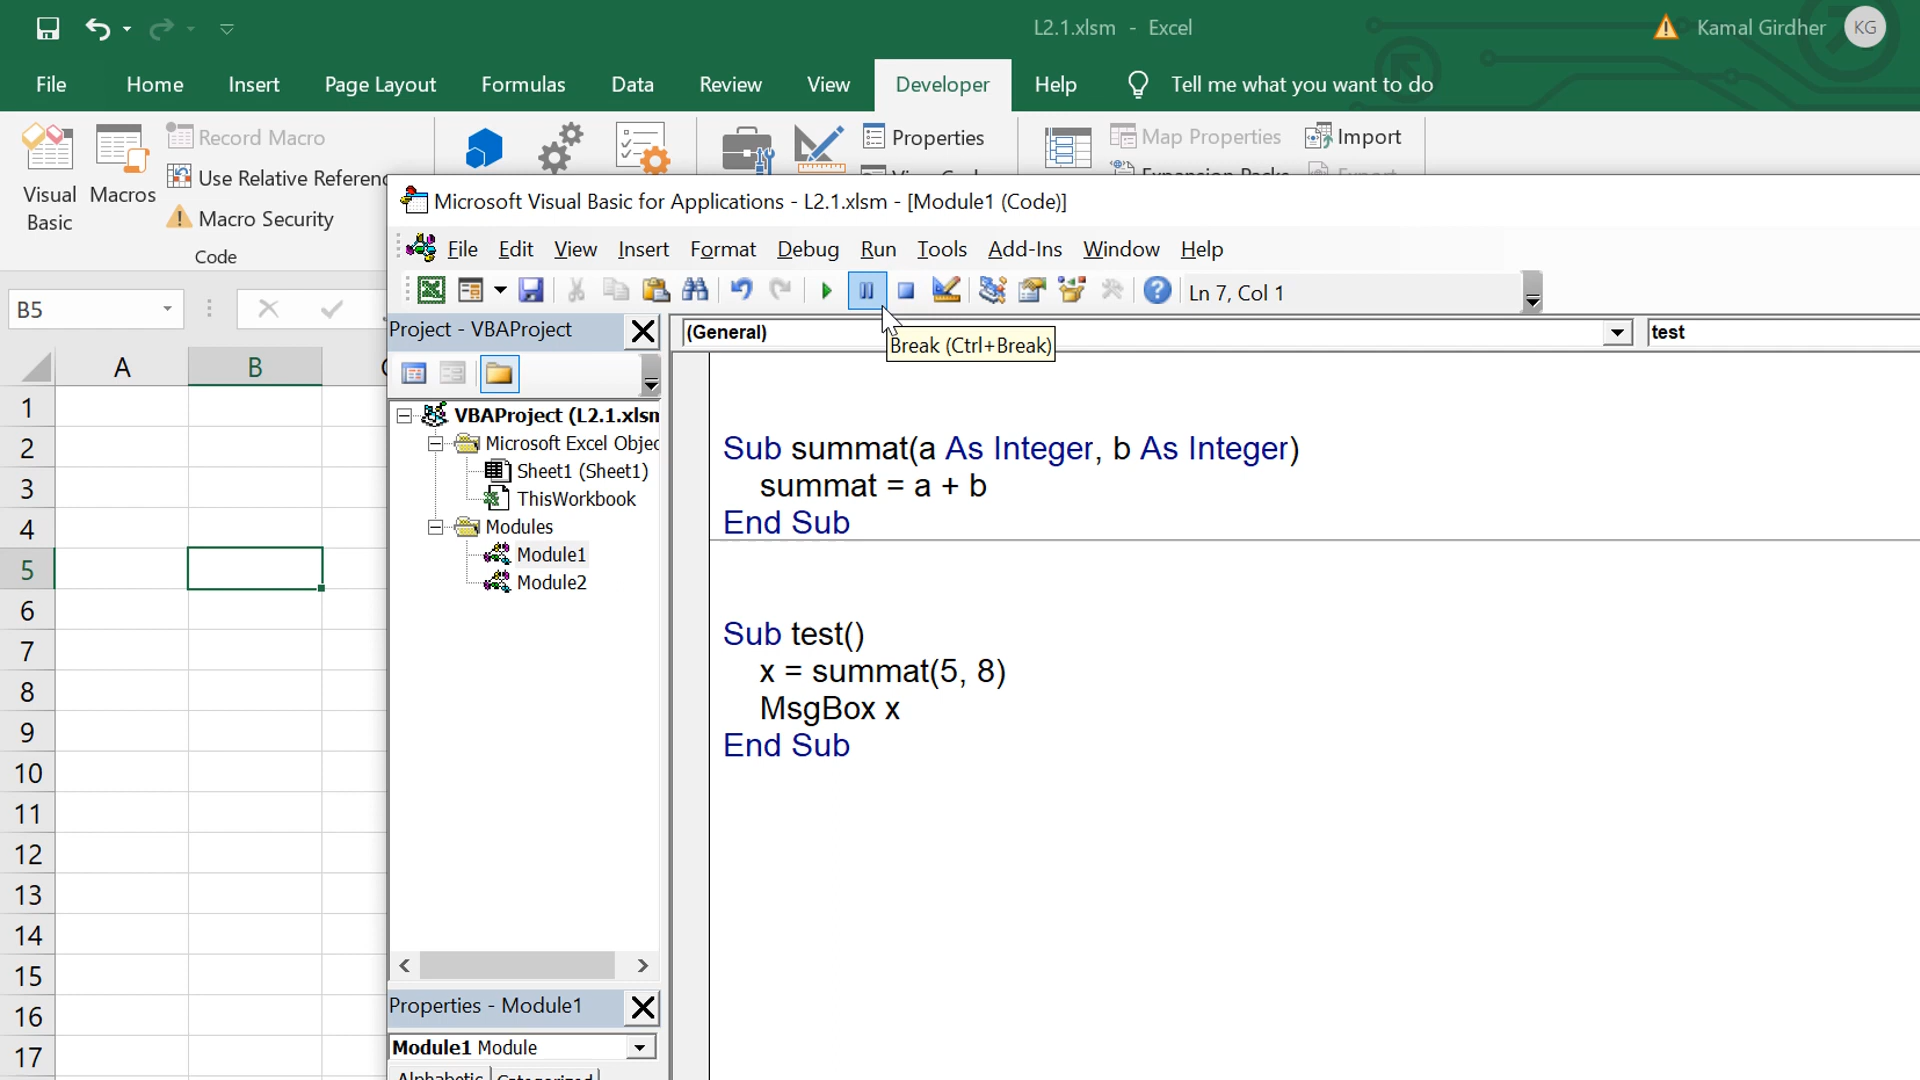 L2.1.xlsm - Excel
Kamal Girdher KG
File Home Insert Page Layout Formulas Data Review View Developer Help Tell me what you want to do
Visual Basic
Macros
Record Macro
Use Relative Referenc
Macro Security
Code
Properties
Map Properties
Import
Microsoft Visual Basic for Applications - L2.1.xlsm - [Module1 (Code)]
File Edit View Insert Format Debug Run Tools Add-Ins Window Help
Ln 7, Col 1
B5
Project - VBAProject
(General)
test
Break (Ctrl+Break)
A B
1
2
3
4
5
6
7
8
9
10
11
12
13
14
15
16
17
VBAProject (L2.1.xlsm
Microsoft Excel Objec
Sheet1 (Sheet1)
ThisWorkbook
Modules
Module1
Module2
Properties - Module1
Module1 Module
Alphabetic Categorized
Sub summat(a As Integer, b As Integer)
summat = a + b
End Sub
Sub test()
x = summat(5, 8)
MsgBox x
End Sub